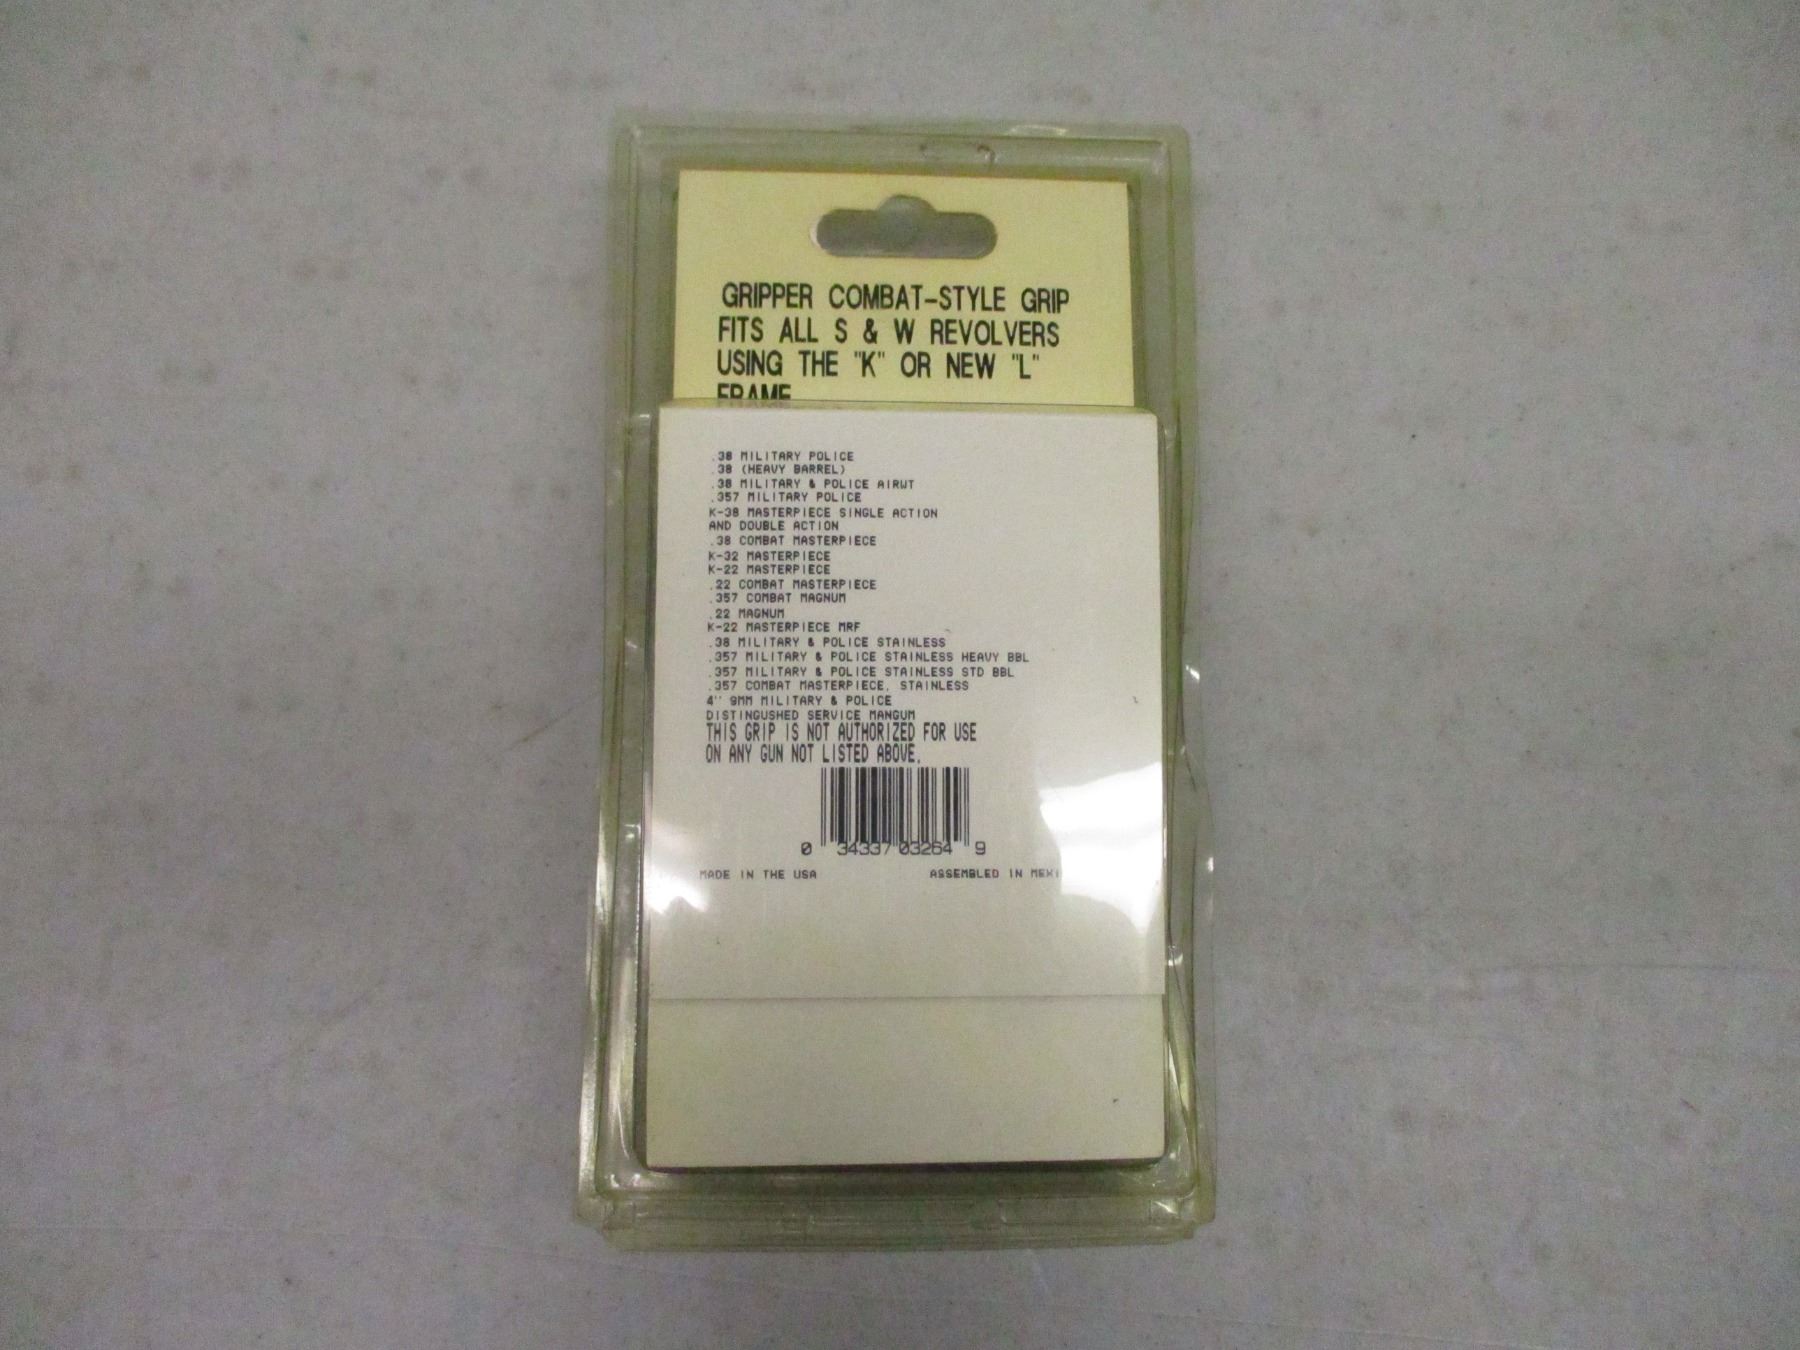 GRIPPER COMBAT-STYLE GRIP
FITS ALL S & W REVOLVERS
USING THE "K" OR NEW "L"
FRAME
.38 MILITARY POLICE
.38 (HEAVY BARREL)
.38 MILITARY & POLICE AIRWT
.357 MILITARY POLICE
K-38 MASTERPIECE SINGLE ACTION
AND DOUBLE ACTION
.38 COMBAT MASTERPIECE
K-32 MASTERPIECE
K-22 MASTERPIECE
.22 COMBAT MASTERPIECE
.357 COMBAT MAGNUM
.22 MAGNUM
K-22 MASTERPIECE MRF
.38 MILITARY & POLICE STAINLESS
.357 MILITARY & POLICE STAINLESS HEAVY BBL
.357 MILITARY & POLICE STAINLESS STD BBL
.357 COMBAT MASTERPIECE, STAINLESS
4'' 9MM MILITARY & POLICE
DISTINGUSHED SERVICE MANGUM
THIS GRIP IS NOT AUTHORIZED FOR USE
ON ANY GUN NOT LISTED ABOVE.
0 34337 03264 9
MADE IN THE USA ASSEMBLED IN MEXI